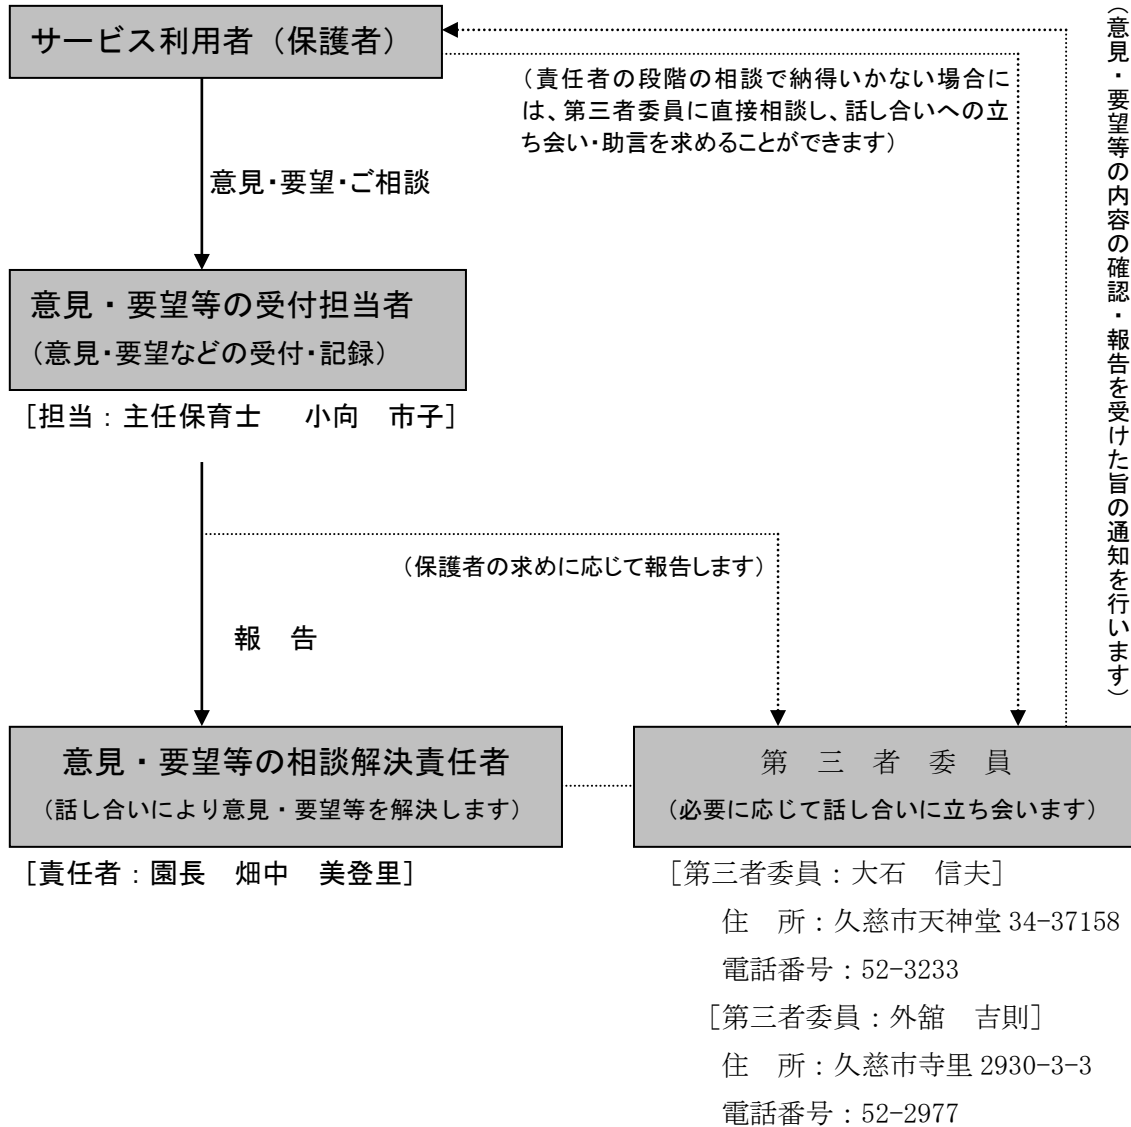 サービス利用者（保護者）
（責任者の段階の相談で納得いかない場合に
は、第三者委員に直接相談し、話し合いへの立
ち会い・助言を求めることができます）
（意見・要望等の内容の確認・報告を受けた旨の通知を行います）
意見・要望・ご相談
意見・要望等の受付担当者
（意見・要望などの受付・記録）
［担当：主任保育士　小向　市子］
（保護者の求めに応じて報告します）
報　告
意見・要望等の相談解決責任者
（話し合いにより意見・要望等を解決します）
［責任者：園長　畑中　美登里］
第　三　者　委　員
（必要に応じて話し合いに立ち会います）
［第三者委員：大石　信夫］
住　所：久慈市天神堂 34-37158
電話番号：52-3233
［第三者委員：外舘　吉則］
住　所：久慈市寺里 2930-3-3
電話番号：52-2977